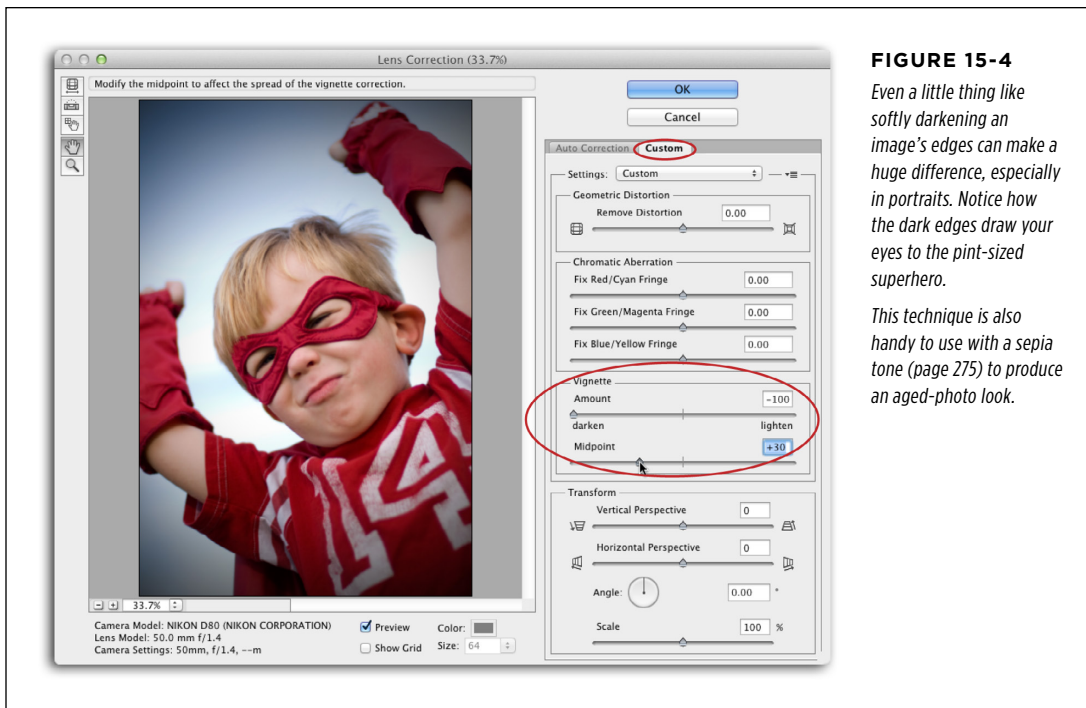 Lens Correction (33.7%)
Modify the midpoint to affect the spread of the vignette correction.
OK
Cancel
Auto Correction Custom
Settings: Custom
Geometric Distortion
Remove Distortion 0.00
Chromatic Aberration
Fix Red/Cyan Fringe 0.00
Fix Green/Magenta Fringe 0.00
Fix Blue/Yellow Fringe 0.00
Vignette
Amount -100
darken lighten
Midpoint +30
Transform
Vertical Perspective 0
Horizontal Perspective 0
Angle: 0.00 °
Scale 100 %
14
33.7%
Camera Model: NIKON D80 (NIKON CORPORATION)
Lens Model: 50.0 mm f/1.4
Camera Settings: 50mm, f/1.4, --m
Preview Color:
Show Grid Size: 64
FIGURE 15-4
Even a little thing like
softly darkening an
image's edges can make a
huge difference, especially
in portraits. Notice how
the dark edges draw your
eyes to the pint-sized
superhero.
This technique is also
handy to use with a sepia
tone (page 275) to produce
an aged-photo look.